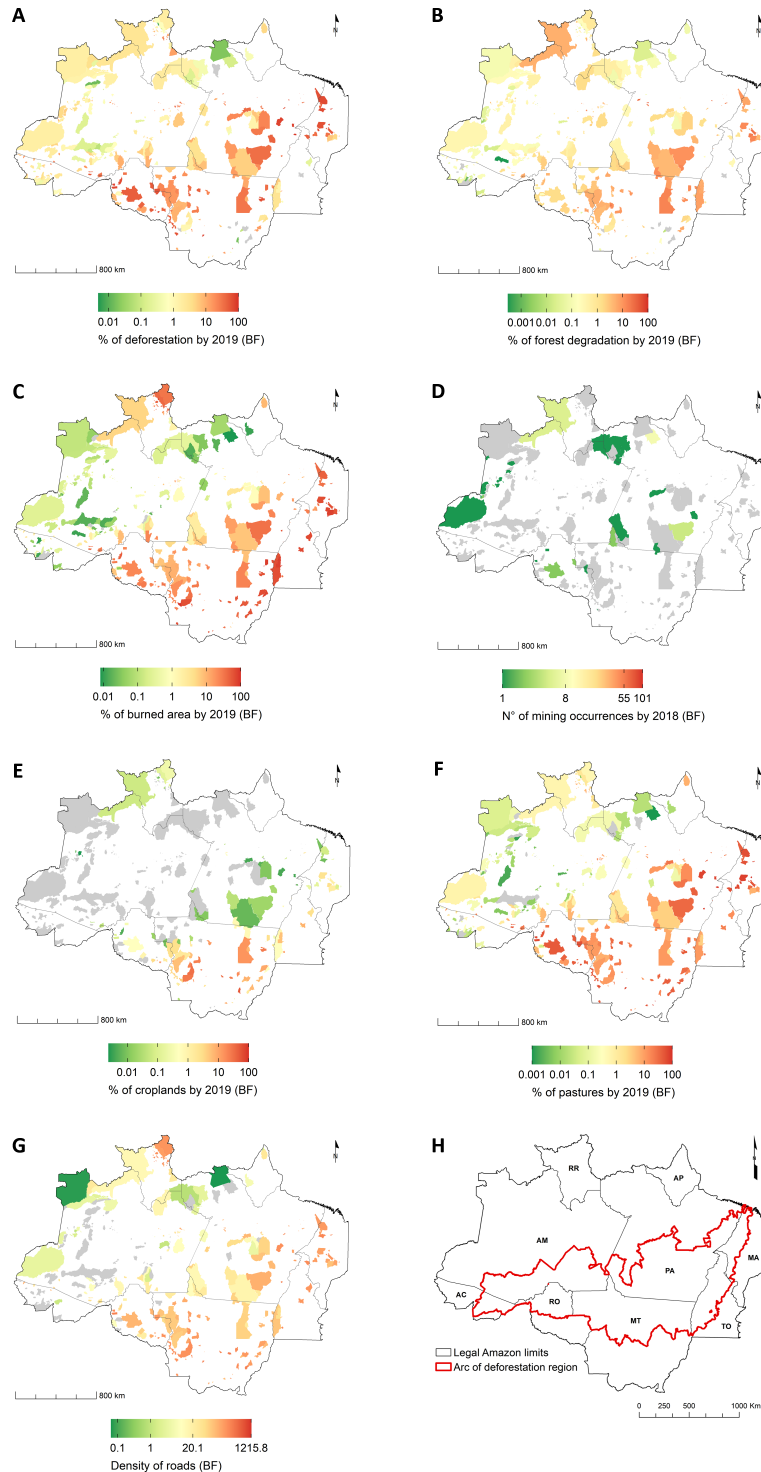 A
N
800 km
0.01 0.1 1 10 100
% of deforestation by 2019 (BF)
B
N
800 km
0.001 0.01 0.1 1 10 100
% of forest degradation by 2019 (BF)
C
N
800 km
0.01 0.1 1 10 100
% of burned area by 2019 (BF)
D
N
800 km
1 8 55 101
N° of mining occurrences by 2018 (BF)
E
N
800 km
0.01 0.1 1 10 100
% of croplands by 2019 (BF)
F
N
800 km
0.001 0.01 0.1 1 10 100
% of pastures by 2019 (BF)
G
N
800 km
0.1 1 20.1 1215.8
Density of roads (BF)
H
RR
AP
AM
PA
MA
AC
RO
MT
TO
Legal Amazon limits
Arc of deforestation region
0 250 500 1000 Km